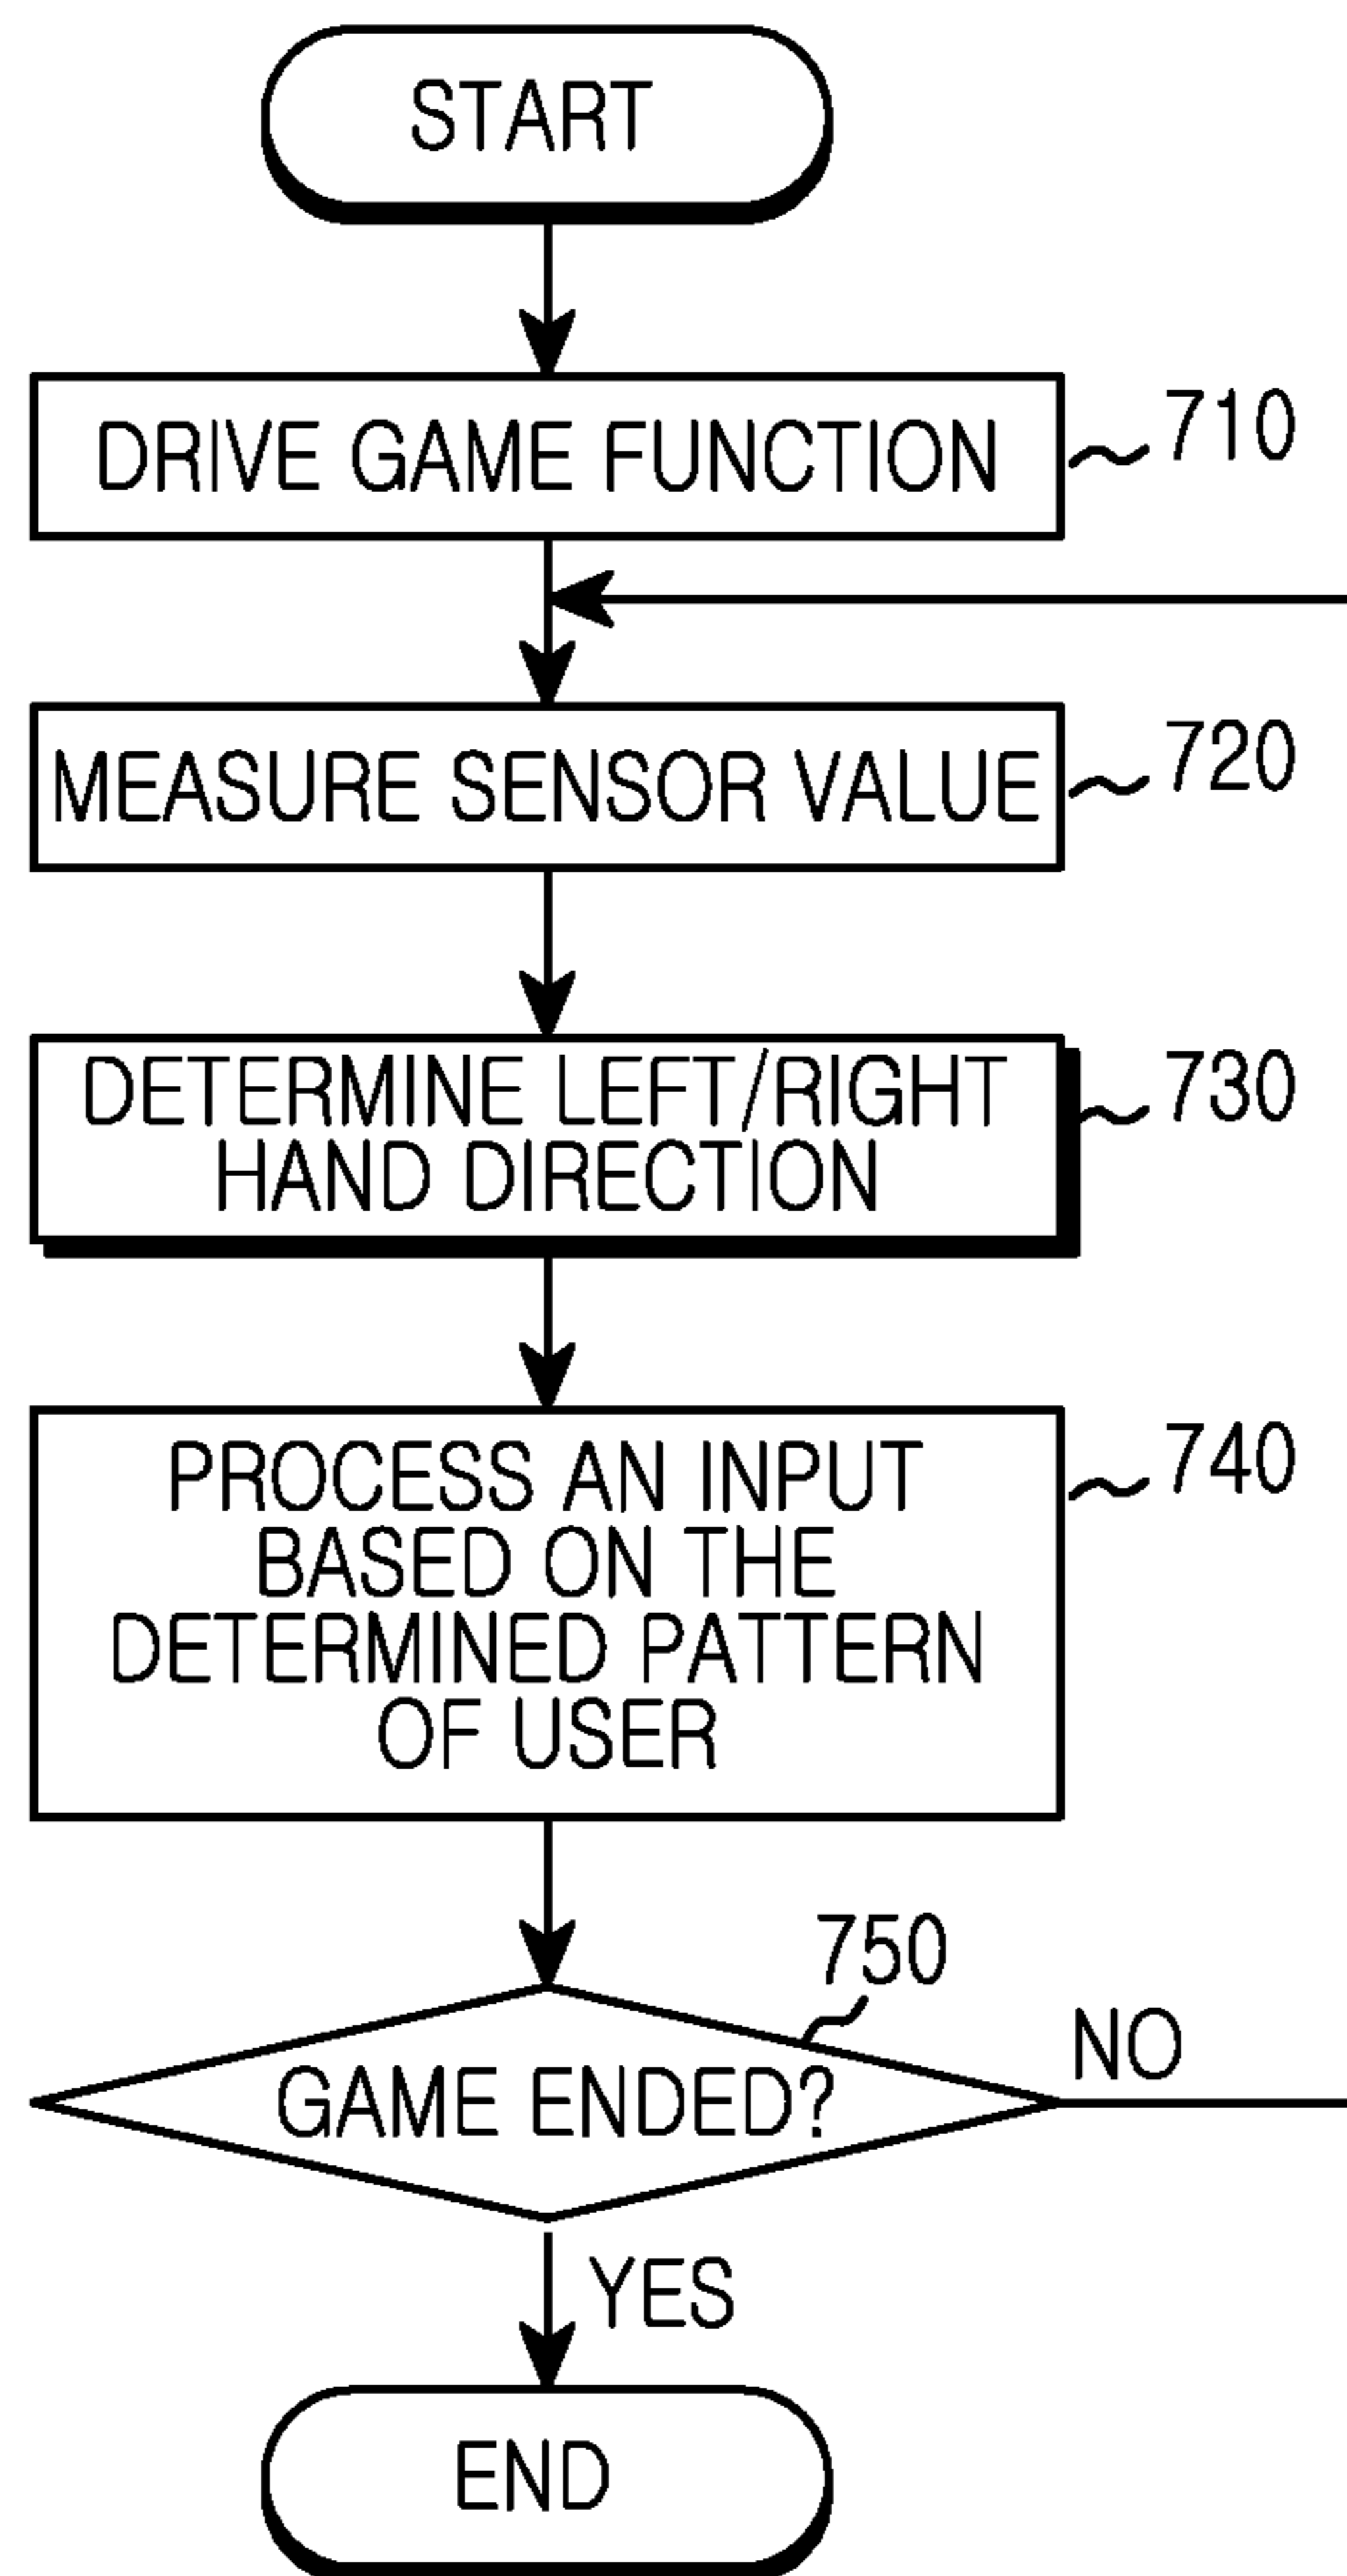 START
DRIVE GAME FUNCTION
710
MEASURE SENSOR VALUE
720
DETERMINE LEFT/RIGHT
HAND DIRECTION
730
PROCESS AN INPUT
BASED ON THE
DETERMINED PATTERN
OF USER
740
750
GAME ENDED?
NO
YES
END